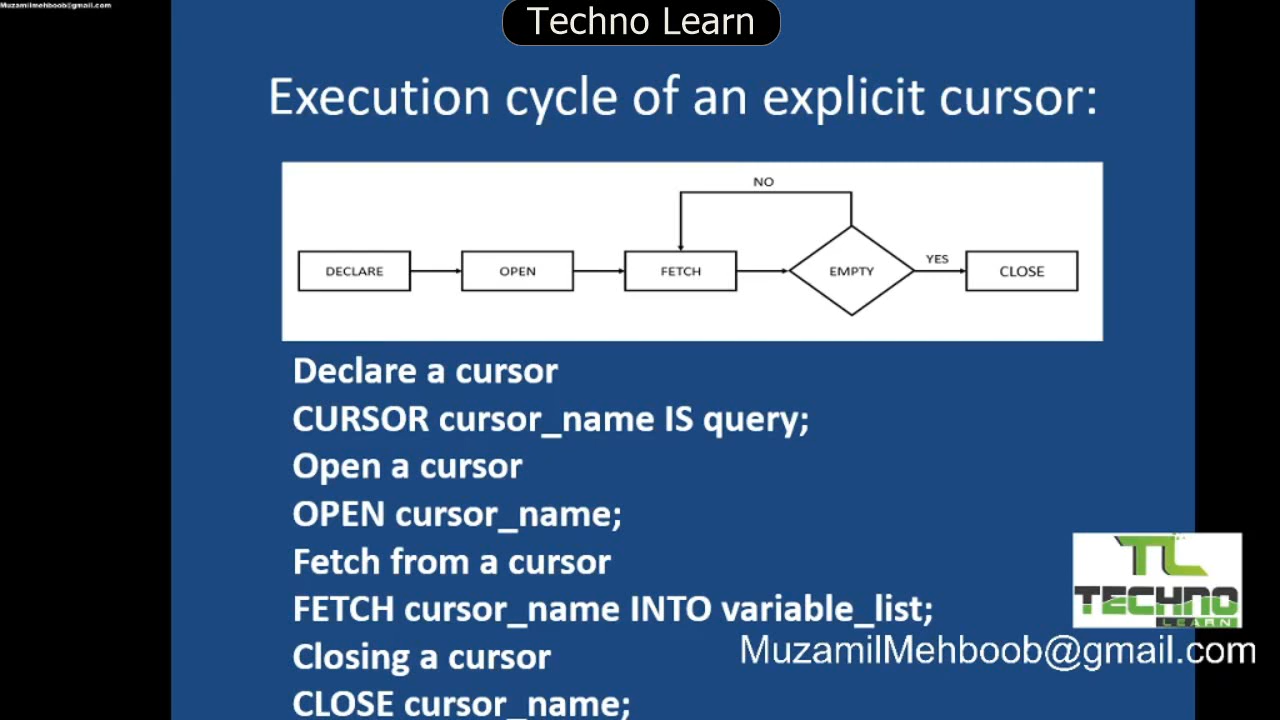 Muzamilmehboob@gmail.com
Techno Learn
Execution cycle of an explicit cursor:
NO
DECLARE
OPEN
FETCH
EMPTY
YES
CLOSE
Declare a cursor
CURSOR cursor_name IS query;
Open a cursor
OPEN cursor_name;
Fetch from a cursor
FETCH cursor_name INTO variable_list;
Closing a cursor
CLOSE cursor_name;
TL
TECHNO
LEARN
MuzamilMehboob@gmail.com